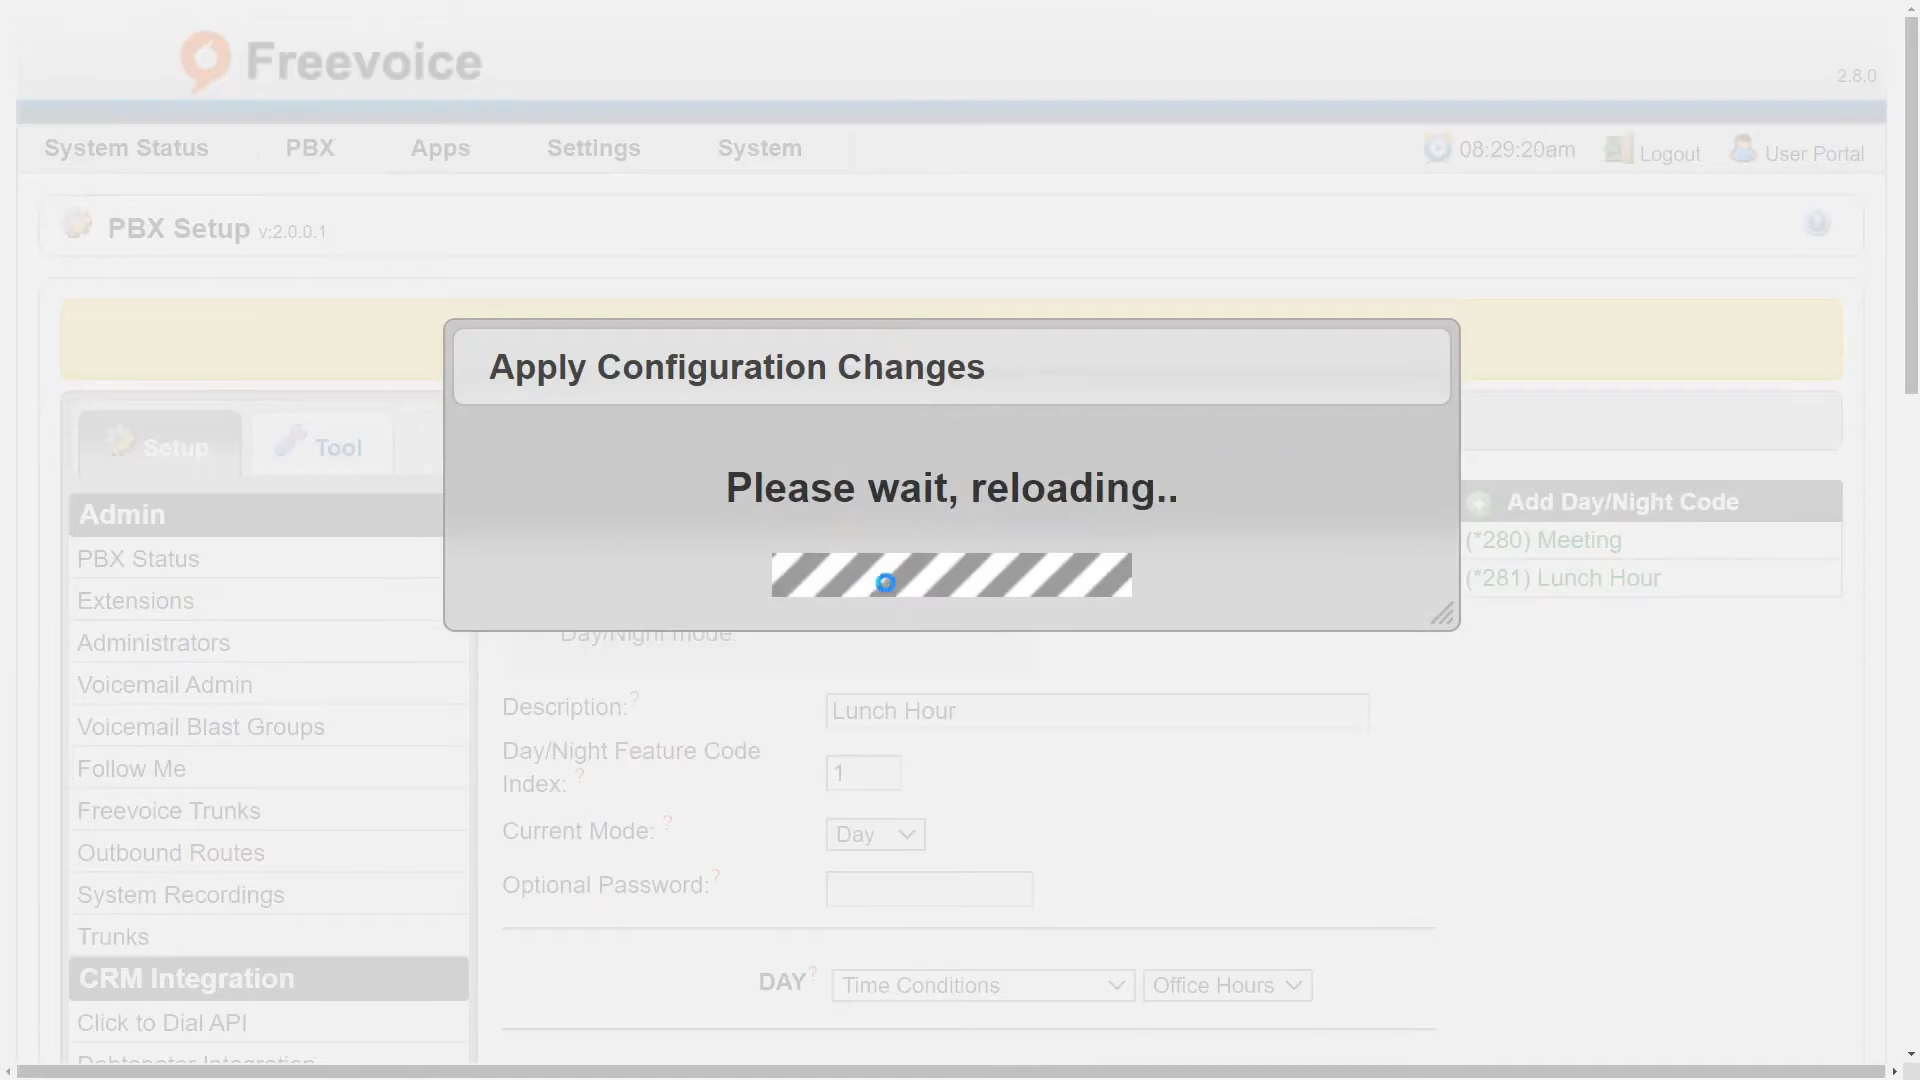 Freevoice
2.8.0
System Status PBX Apps Settings System 08:29:20am Logout User Portal
PBX Setup v:2.0.0.1
Apply Configuration Changes
Please wait, reloading..
Setup Tool
Admin
PBX Status
Extensions
Administrators
Voicemail Admin
Voicemail Blast Groups
Follow Me
Freevoice Trunks
Outbound Routes
System Recordings
Trunks
CRM Integration
Click to Dial API
Add Day/Night Code
(*280) Meeting
(*281) Lunch Hour
Day/Night mode:
Description:? Lunch Hour
Day/Night Feature Code
Index: ? 1
Current Mode: ? Day
Optional Password:?
DAY? Time Conditions Office Hours